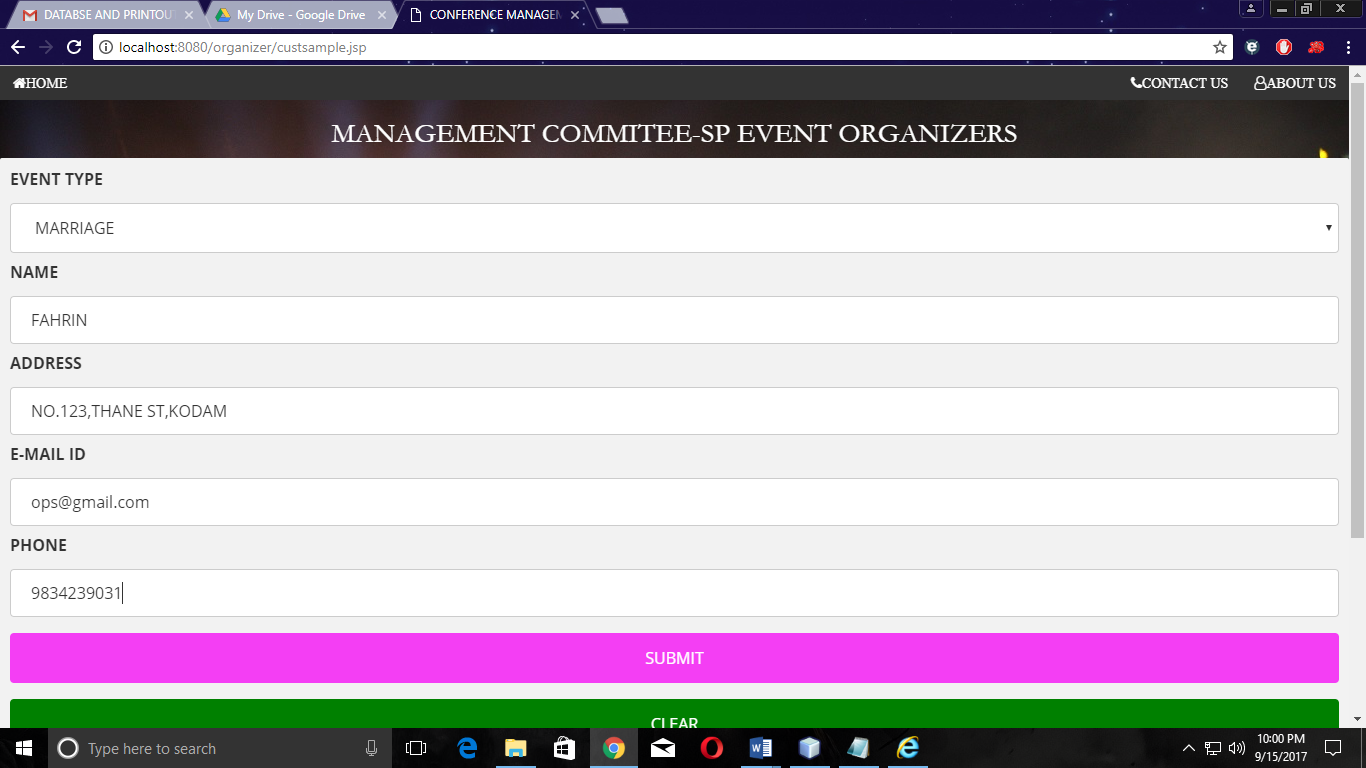 DATABSE AND PRINTOUT
My Drive - Google Drive
CONFERENCE MANAGEM
localhost:8080/organizer/custsample.jsp
HOME
CONTACT US
ABOUT US
MANAGEMENT COMMITEE-SP EVENT ORGANIZERS
EVENT TYPE
MARRIAGE
NAME
FAHRIN
ADDRESS
NO.123,THANE ST,KODAM
E-MAIL ID
ops@gmail.com
PHONE
9834239031
SUBMIT
CLEAR
Type here to search
10:00 PM
9/15/2017